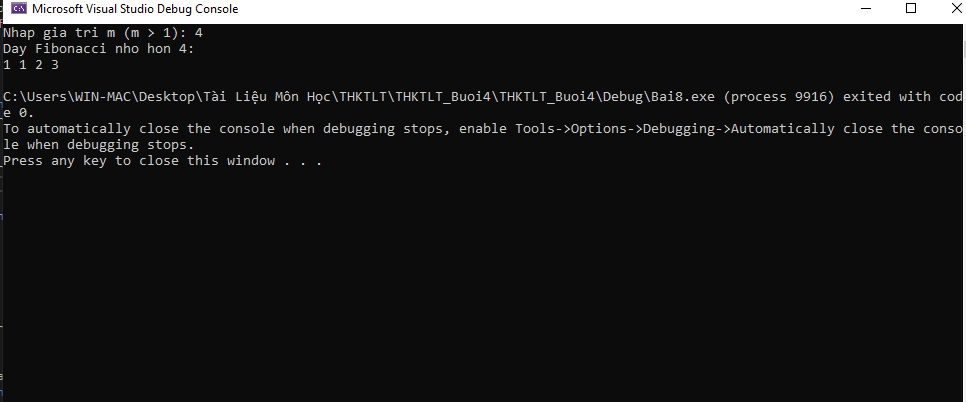 Microsoft Visual Studio Debug Console
Nhap gia tri m (m > 1): 4
Day Fibonacci nho hon 4:
1 1 2 3
C:\Users\WIN-MAC\Desktop\Tài Liệu Môn Học\THKTLT\THKTLT_Buoi4\THKTLT_Buoi4\Debug\Bai8.exe (process 9916) exited with cod
e 0.
To automatically close the console when debugging stops, enable Tools->Options->Debugging->Automatically close the conso
le when debugging stops.
Press any key to close this window . . .